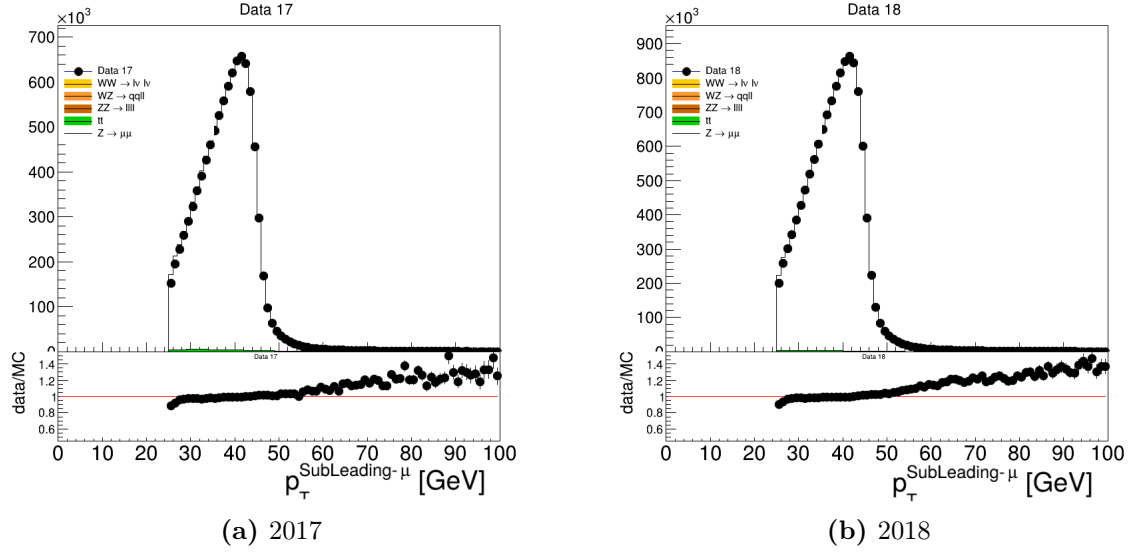 Data 17
×10³
700
600
500
400
300
200
100
Data 17
WW → lν lν
WZ → qqll
ZZ → llll
tt
Z → μμ
Data 17
data/MC
1.4
1.2
1
0.8
0.6
0 10 20 30 40 50 60 70 80 90 100
p_T^SubLeading-μ [GeV]
(a) 2017
Data 18
×10³
900
800
700
600
500
400
300
200
100
Data 18
WW → lν lν
WZ → qqll
ZZ → llll
tt
Z → μμ
Data 18
data/MC
1.4
1.2
1
0.8
0.6
0 10 20 30 40 50 60 70 80 90 100
p_T^SubLeading-μ [GeV]
(b) 2018